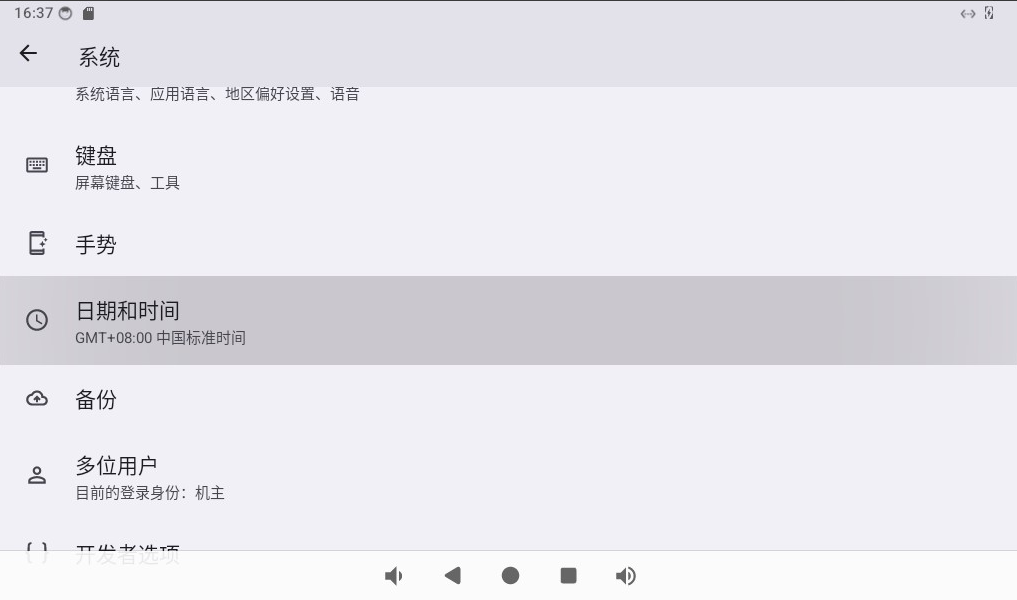 16:37
系统
系统语言、应用语言、地区偏好设置、语音
键盘
屏幕键盘、工具
手势
日期和时间
GMT+08:00 中国标准时间
备份
多位用户
目前的登录身份：机主
开发者选项